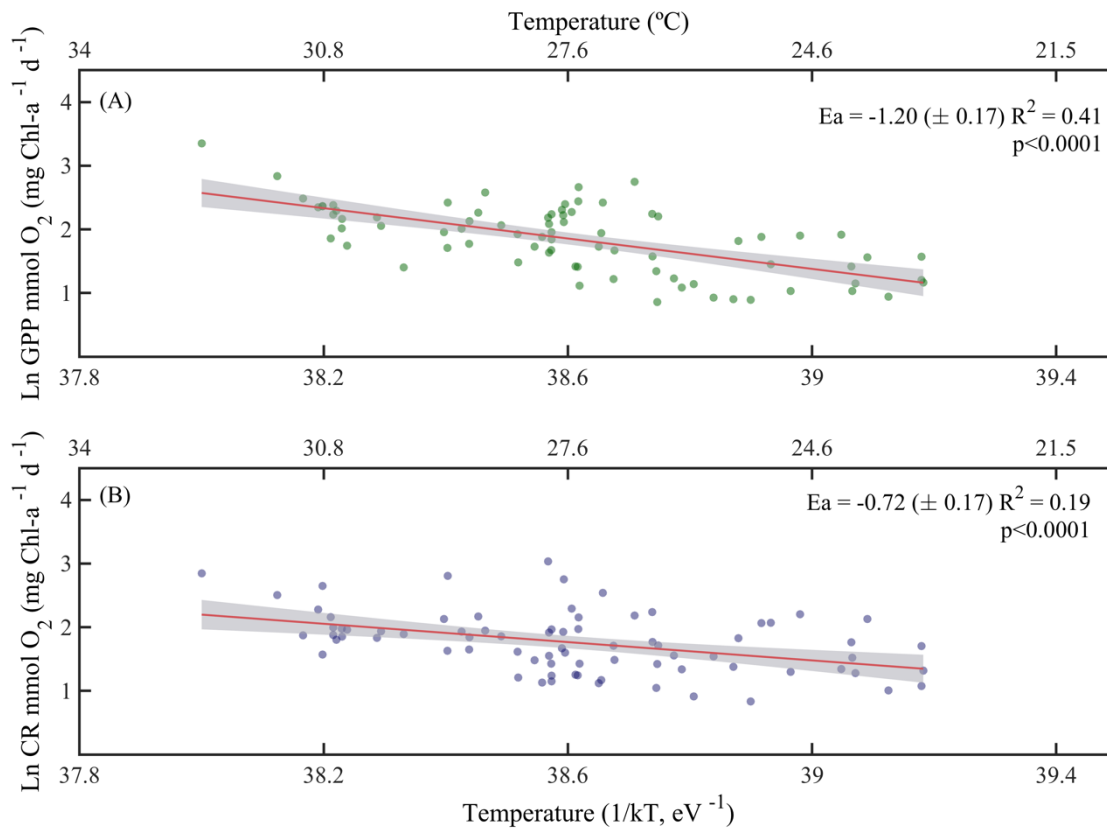 Temperature (ºC)
34 30.8 27.6 24.6 21.5
(A)
Ea = -1.20 (± 0.17) R² = 0.41
p<0.0001
Ln GPP mmol O₂ (mg Chl-a ⁻¹ d ⁻¹)
4
3
2
1
37.8 38.2 38.6 39 39.4
34 30.8 27.6 24.6 21.5
(B)
Ea = -0.72 (± 0.17) R² = 0.19
p<0.0001
Ln CR mmol O₂ (mg Chl-a ⁻¹ d ⁻¹)
4
3
2
1
37.8 38.2 38.6 39 39.4
Temperature (1/kT, eV ⁻¹)